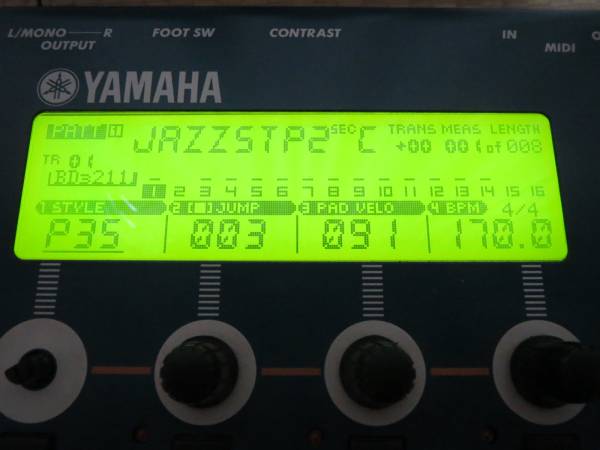 L/MONO R FOOT SW CONTRAST IN
OUTPUT MIDI
YAMAHA
PATT JAZZSTP2 SEC C TRANS MEAS LENGTH
TR 01 +00 001 of 008
BD=211
1 2 3 4 5 6 7 8 9 10 11 12 13 14 15 16
1 STYLE 2 [ ] JUMP 3 PAD VELO 4 BPM 4/4
P35 003 091 170.0